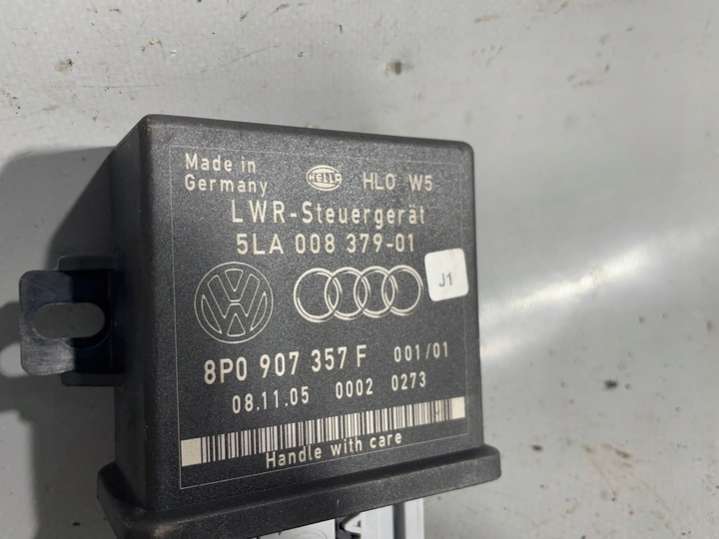 Made in
Germany
HELLA HLO W5
LWR-Steuergerät
5LA 008 379-01
VW
J1
8P0 907 357 F 001/01
08.11.05 0002 0273
Handle with care